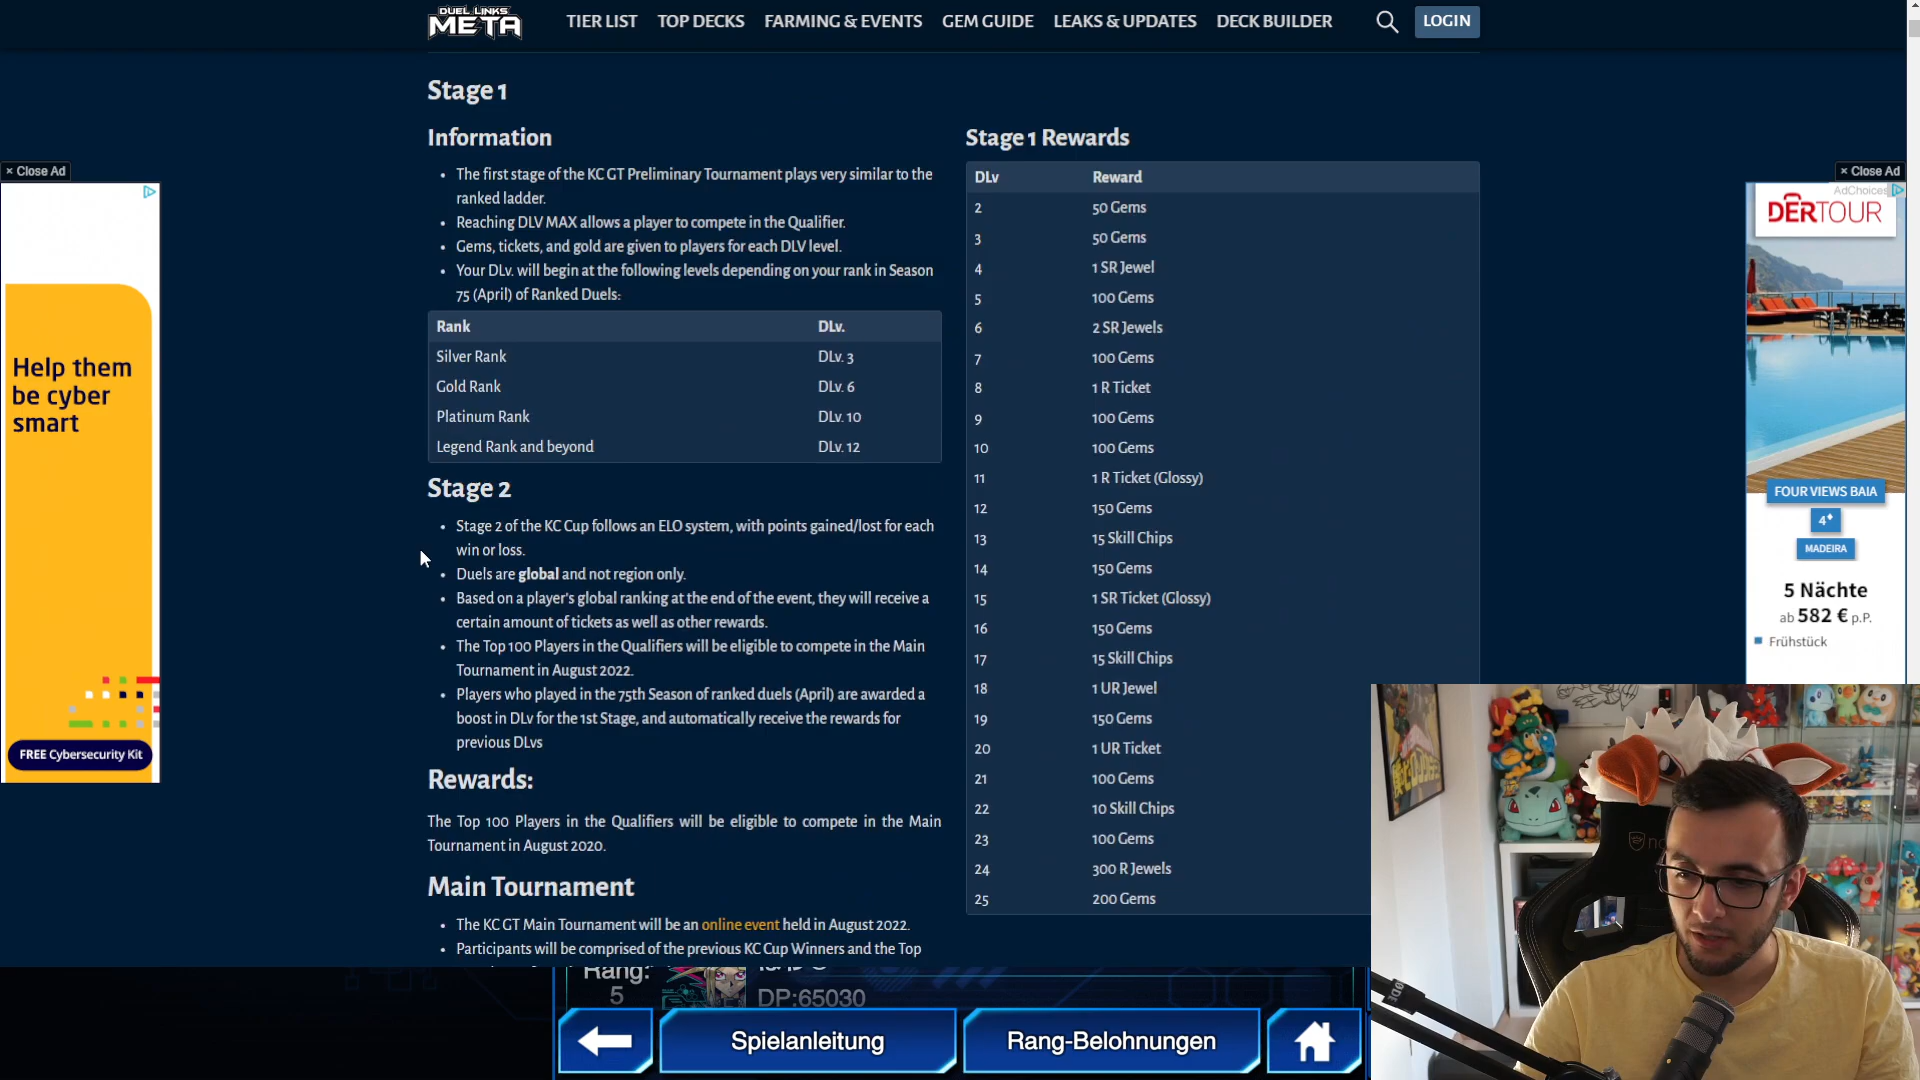 DUEL LINKS
META
TIER LIST
TOP DECKS
FARMING & EVENTS
GEM GUIDE
LEAKS & UPDATES
DECK BUILDER
LOGIN
Stage 1
Information
• The first stage of the KC GT Preliminary Tournament plays very similar to the
ranked ladder.
• Reaching DLV MAX allows a player to compete in the Qualifier.
• Gems, tickets, and gold are given to players for each DLV level.
• Your DLv. will begin at the following levels depending on your rank in Season
75 (April) of Ranked Duels:
Rank DLv.
Silver Rank DLv. 3
Gold Rank DLv. 6
Platinum Rank DLv. 10
Legend Rank and beyond DLv. 12
Stage 2
• Stage 2 of the KC Cup follows an ELO system, with points gained/lost for each
win or loss.
• Duels are global and not region only.
• Based on a player's global ranking at the end of the event, they will receive a
certain amount of tickets as well as other rewards.
• The Top 100 Players in the Qualifiers will be eligible to compete in the Main
Tournament in August 2022.
• Players who played in the 75th Season of ranked duels (April) are awarded a
boost in DLv for the 1st Stage, and automatically receive the rewards for
previous DLvs
Rewards:
The Top 100 Players in the Qualifiers will be eligible to compete in the Main
Tournament in August 2020.
Main Tournament
• The KC GT Main Tournament will be an online event held in August 2022.
• Participants will be comprised of the previous KC Cup Winners and the Top
Stage 1 Rewards
DLv Reward
2 50 Gems
3 50 Gems
4 1 SR Jewel
5 100 Gems
6 2 SR Jewels
7 100 Gems
8 1 R Ticket
9 100 Gems
10 100 Gems
11 1 R Ticket (Glossy)
12 150 Gems
13 15 Skill Chips
14 150 Gems
15 1 SR Ticket (Glossy)
16 150 Gems
17 15 Skill Chips
18 1 UR Jewel
19 150 Gems
20 1 UR Ticket
21 100 Gems
22 10 Skill Chips
23 100 Gems
24 300 R Jewels
25 200 Gems
× Close Ad
Help them
be cyber
smart
FREE Cybersecurity Kit
× Close Ad
AdChoices
DERTOUR
FOUR VIEWS BAIA
4+
MADEIRA
5 Nächte
ab 582 € p.P.
Frühstück
Rang:
5
DP:65030
Spielanleitung
Rang-Belohnungen